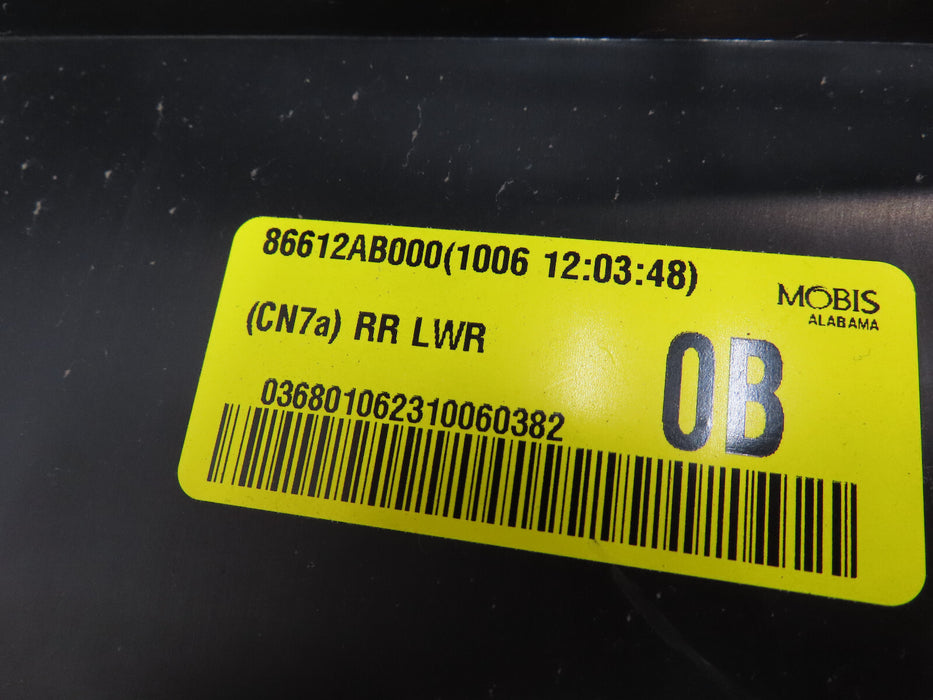 86612AB000(1006 12:03:48)
MOBIS
ALABAMA
(CN7a) RR LWR
0B
036801062310060382